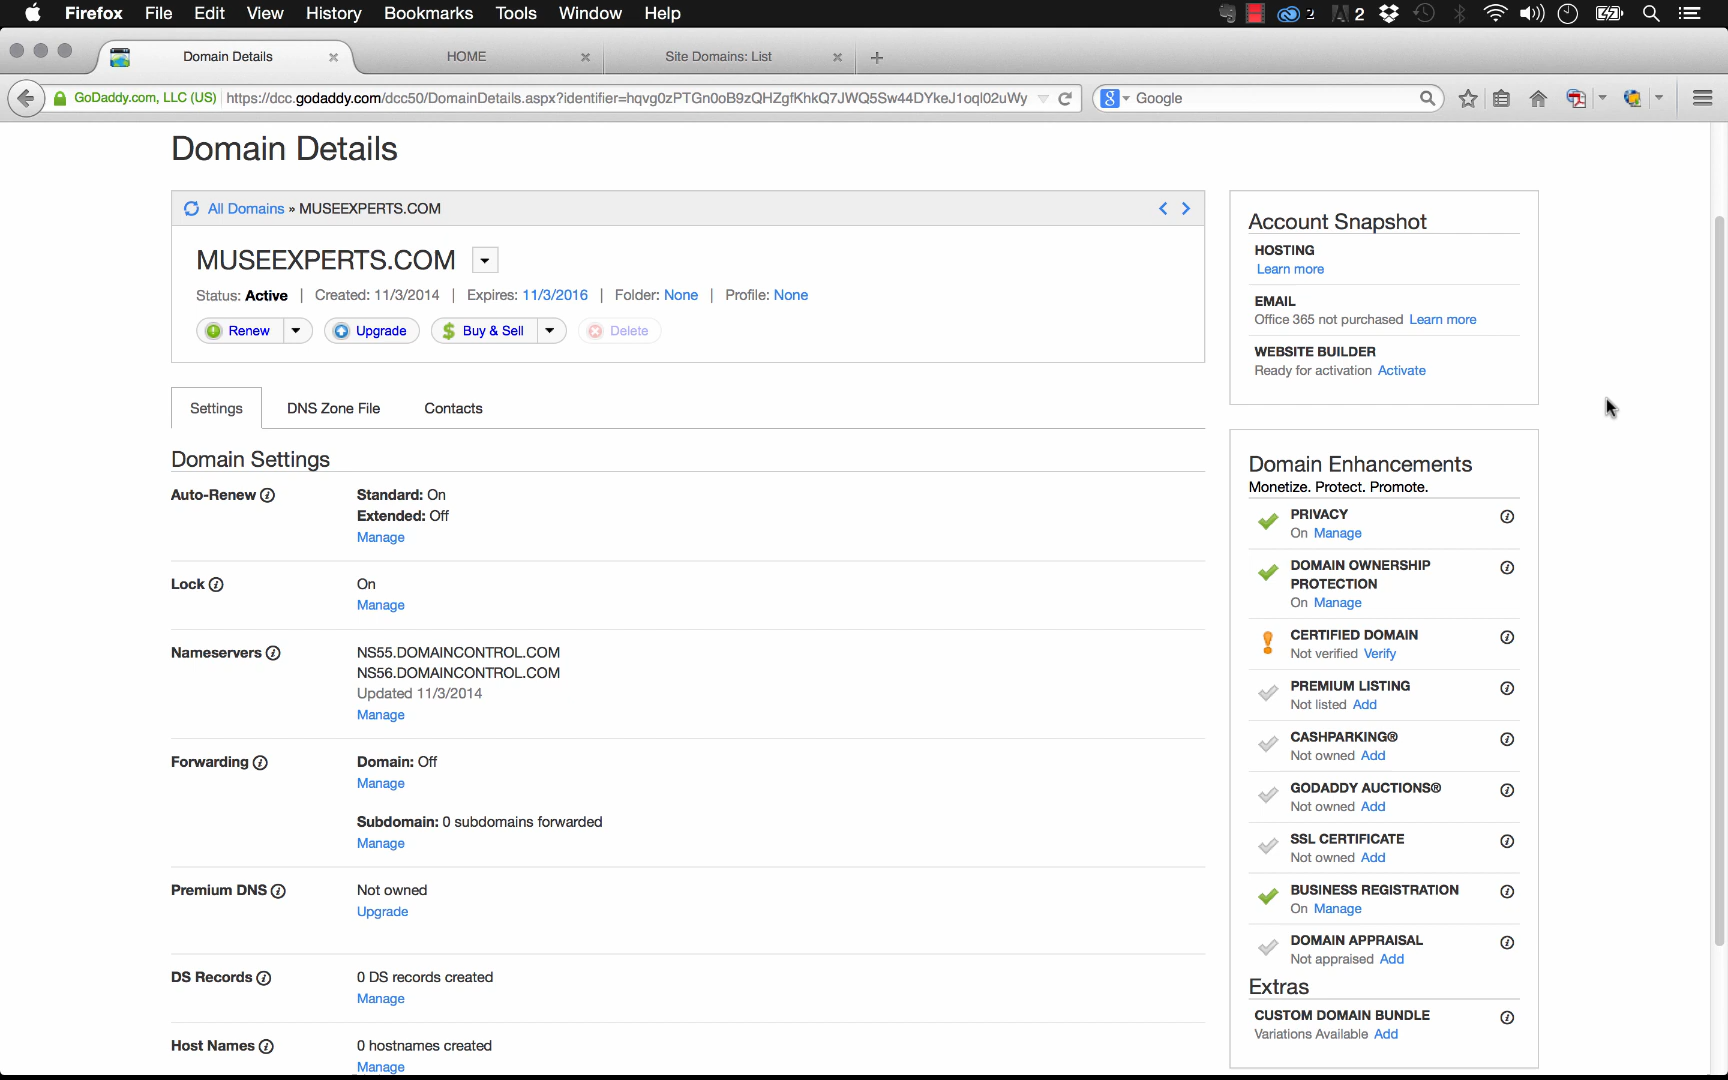 Firefox File Edit View History Bookmarks Tools Window Help 2 2
Domain Details HOME Site Domains: List
GoDaddy.com, LLC (US) https://dcc.godaddy.com/dcc50/DomainDetails.aspx?identifier=hqvg0zPTGn0oB9zQHZgfKhkQ7JWQ5Sw44DYkeJ1oql02uWy Google
Domain Details
All Domains » MUSEEXPERTS.COM
MUSEEXPERTS.COM
Status: Active | Created: 11/3/2014 | Expires: 11/3/2016 | Folder: None | Profile: None
Renew Upgrade Buy & Sell Delete
Settings DNS Zone File Contacts
Domain Settings
Auto-Renew Standard: On
Extended: Off
Manage
Lock On
Manage
Nameservers NS55.DOMAINCONTROL.COM
NS56.DOMAINCONTROL.COM
Updated 11/3/2014
Manage
Forwarding Domain: Off
Manage
Subdomain: 0 subdomains forwarded
Manage
Premium DNS Not owned
Upgrade
DS Records 0 DS records created
Manage
Host Names 0 hostnames created
Manage
Account Snapshot
HOSTING
Learn more
EMAIL
Office 365 not purchased Learn more
WEBSITE BUILDER
Ready for activation Activate
Domain Enhancements
Monetize. Protect. Promote.
PRIVACY
On Manage
DOMAIN OWNERSHIP
PROTECTION
On Manage
CERTIFIED DOMAIN
Not verified Verify
PREMIUM LISTING
Not listed Add
CASHPARKING®
Not owned Add
GODADDY AUCTIONS®
Not owned Add
SSL CERTIFICATE
Not owned Add
BUSINESS REGISTRATION
On Manage
DOMAIN APPRAISAL
Not appraised Add
Extras
CUSTOM DOMAIN BUNDLE
Variations Available Add